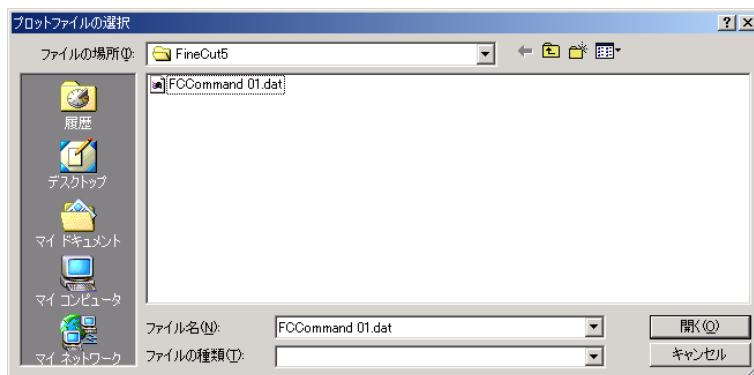 プロットファイルの選択
ファイルの場所(I):
FineCut5
FCCommand 01.dat
履歴
デスクトップ
マイ ドキュメント
マイ コンピュータ
マイ ネットワーク
ファイル名(N):
FCCommand 01.dat
開く(O)
ファイルの種類(T):
キャンセル